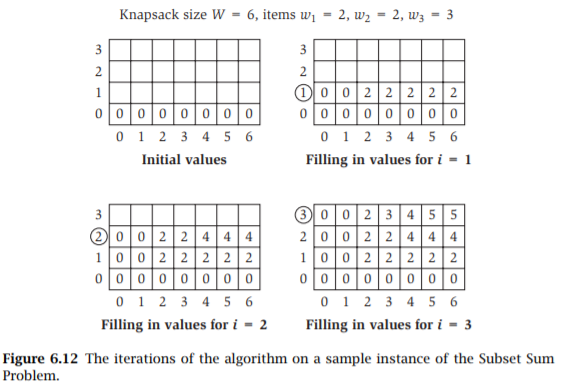 Knapsack size W = 6, items w1 = 2, w2 = 2, w3 = 3
3
2
1
0 0 0 0 0 0 0 0
0 1 2 3 4 5 6
Initial values
3
2
1 0 0 2 2 2 2 2
0 0 0 0 0 0 0 0
0 1 2 3 4 5 6
Filling in values for i = 1
3
2 0 0 2 2 4 4 4
1 0 0 2 2 2 2 2
0 0 0 0 0 0 0 0
0 1 2 3 4 5 6
Filling in values for i = 2
3 0 0 2 3 4 5 5
2 0 0 2 2 4 4 4
1 0 0 2 2 2 2 2
0 0 0 0 0 0 0 0
0 1 2 3 4 5 6
Filling in values for i = 3
Figure 6.12 The iterations of the algorithm on a sample instance of the Subset Sum
Problem.